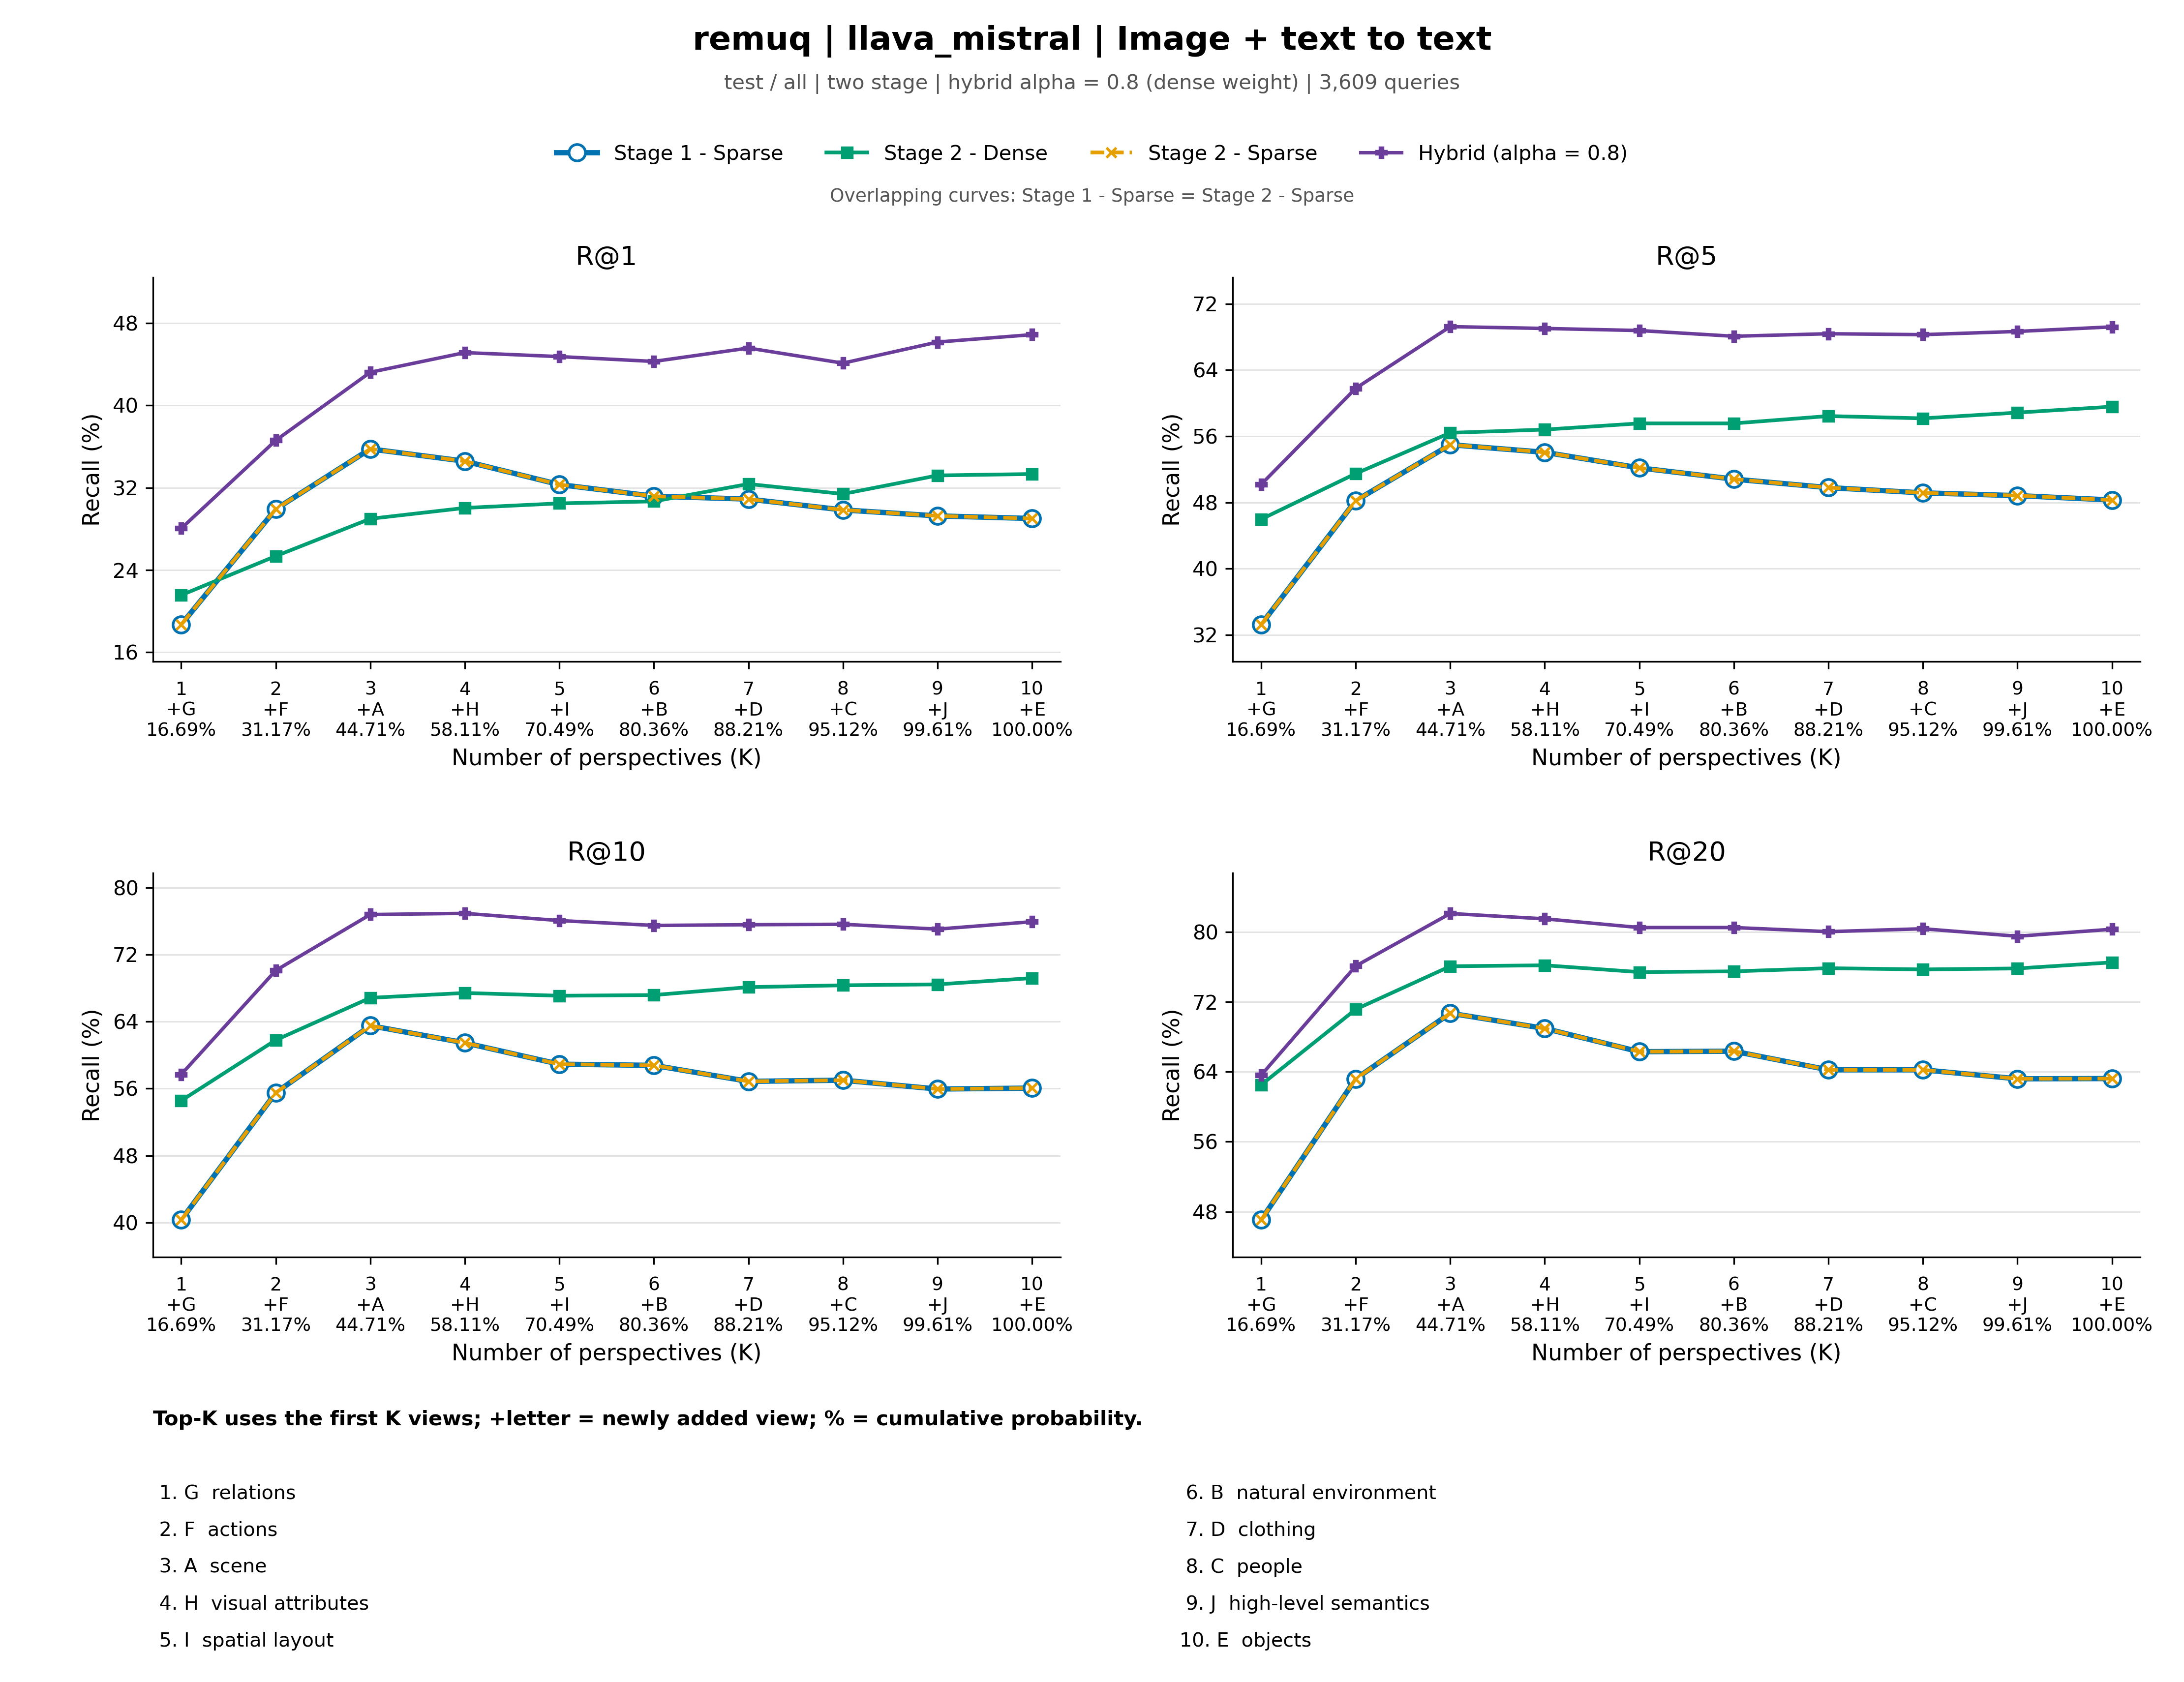 remuq | llava_mistral | Image + text to text
test / all | two stage | hybrid alpha = 0.8 (dense weight) | 3,609 queries
Stage 1 - Sparse Stage 2 - Dense Stage 2 - Sparse Hybrid (alpha = 0.8)
Overlapping curves: Stage 1 - Sparse = Stage 2 - Sparse
R@1
48
40
32
24
16
Recall (%)
1 2 3 4 5 6 7 8 9 10
+G +F +A +H +I +B +D +C +J +E
16.69% 31.17% 44.71% 58.11% 70.49% 80.36% 88.21% 95.12% 99.61% 100.00%
Number of perspectives (K)
R@5
72
64
56
48
40
32
Recall (%)
1 2 3 4 5 6 7 8 9 10
+G +F +A +H +I +B +D +C +J +E
16.69% 31.17% 44.71% 58.11% 70.49% 80.36% 88.21% 95.12% 99.61% 100.00%
Number of perspectives (K)
R@10
80
72
64
56
48
40
Recall (%)
1 2 3 4 5 6 7 8 9 10
+G +F +A +H +I +B +D +C +J +E
16.69% 31.17% 44.71% 58.11% 70.49% 80.36% 88.21% 95.12% 99.61% 100.00%
Number of perspectives (K)
R@20
80
72
64
56
48
Recall (%)
1 2 3 4 5 6 7 8 9 10
+G +F +A +H +I +B +D +C +J +E
16.69% 31.17% 44.71% 58.11% 70.49% 80.36% 88.21% 95.12% 99.61% 100.00%
Number of perspectives (K)
Top-K uses the first K views; +letter = newly added view; % = cumulative probability.
1. G relations
2. F actions
3. A scene
4. H visual attributes
5. I spatial layout
6. B natural environment
7. D clothing
8. C people
9. J high-level semantics
10. E objects